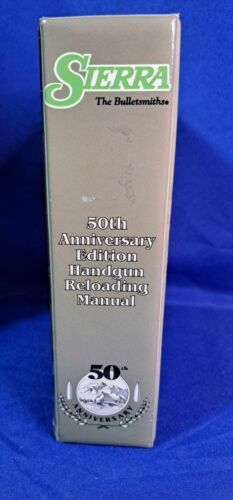 SIERRA
The Bulletsmiths®
50th
Anniversary
Edition
Handgun
Reloading
Manual
50th
ANNIVERSARY